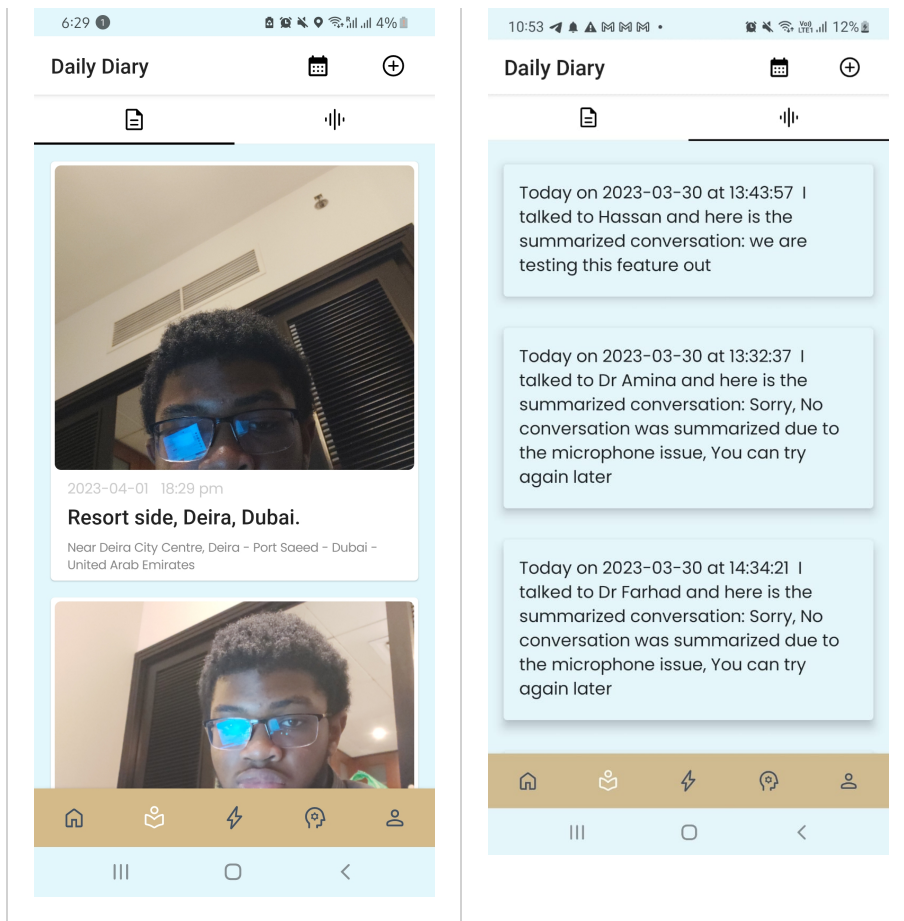 6:29 1 4%
Daily Diary
2023-04-01 18:29 pm
Resort side, Deira, Dubai.
Near Deira City Centre, Deira - Port Saeed - Dubai -
United Arab Emirates
10:53 Vo)) LTE1 12%
Daily Diary
Today on 2023-03-30 at 13:43:57 I
talked to Hassan and here is the
summarized conversation: we are
testing this feature out
Today on 2023-03-30 at 13:32:37 I
talked to Dr Amina and here is the
summarized conversation: Sorry, No
conversation was summarized due to
the microphone issue, You can try
again later
Today on 2023-03-30 at 14:34:21 I
talked to Dr Farhad and here is the
summarized conversation: Sorry, No
conversation was summarized due to
the microphone issue, You can try
again later